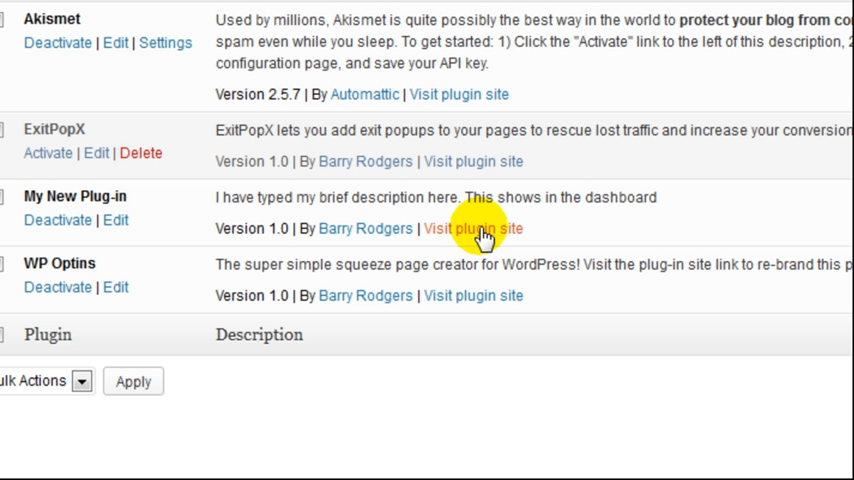 Akismet
Deactivate | Edit | Settings
Used by millions, Akismet is quite possibly the best way in the world to protect your blog from
spam even while you sleep. To get started: 1) Click the "Activate" link to the left of this description,
configuration page, and save your API key.
Version 2.5.7 | By Automattic | Visit plugin site
ExitPopX
Activate | Edit | Delete
ExitPopX lets you add exit popups to your pages to rescue lost traffic and increase your conversion
Version 1.0 | By Barry Rodgers | Visit plugin site
My New Plug-in
Deactivate | Edit
I have typed my brief description here. This shows in the dashboard
Version 1.0 | By Barry Rodgers | Visit plugin site
WP Optins
Deactivate | Edit
The super simple squeeze page creator for WordPress! Visit the plug-in site link to re-brand this
Version 1.0 | By Barry Rodgers | Visit plugin site
Plugin Description
ulk Actions Apply